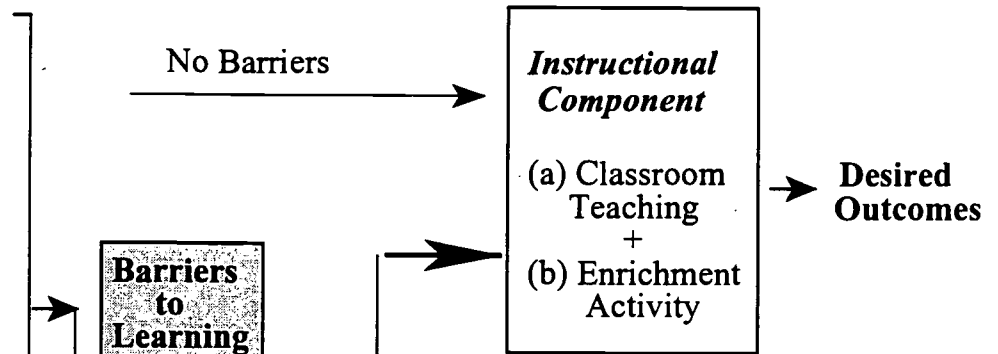 No Barriers
Instructional
Component
(a) Classroom
Teaching
+
(b) Enrichment
Activity
Desired
Outcomes
Barriers
to
Learning